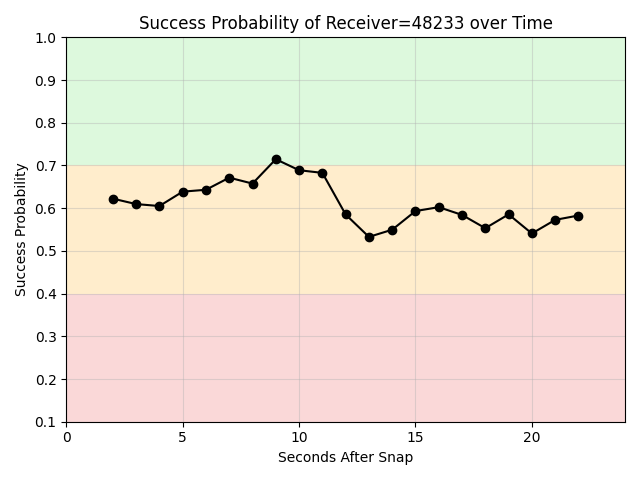 Success Probability of Receiver=48233 over Time
1.0
0.9
0.8
0.7
0.6
0.5
0.4
0.3
0.2
0.1
Success Probability
0 5 10 15 20
Seconds After Snap